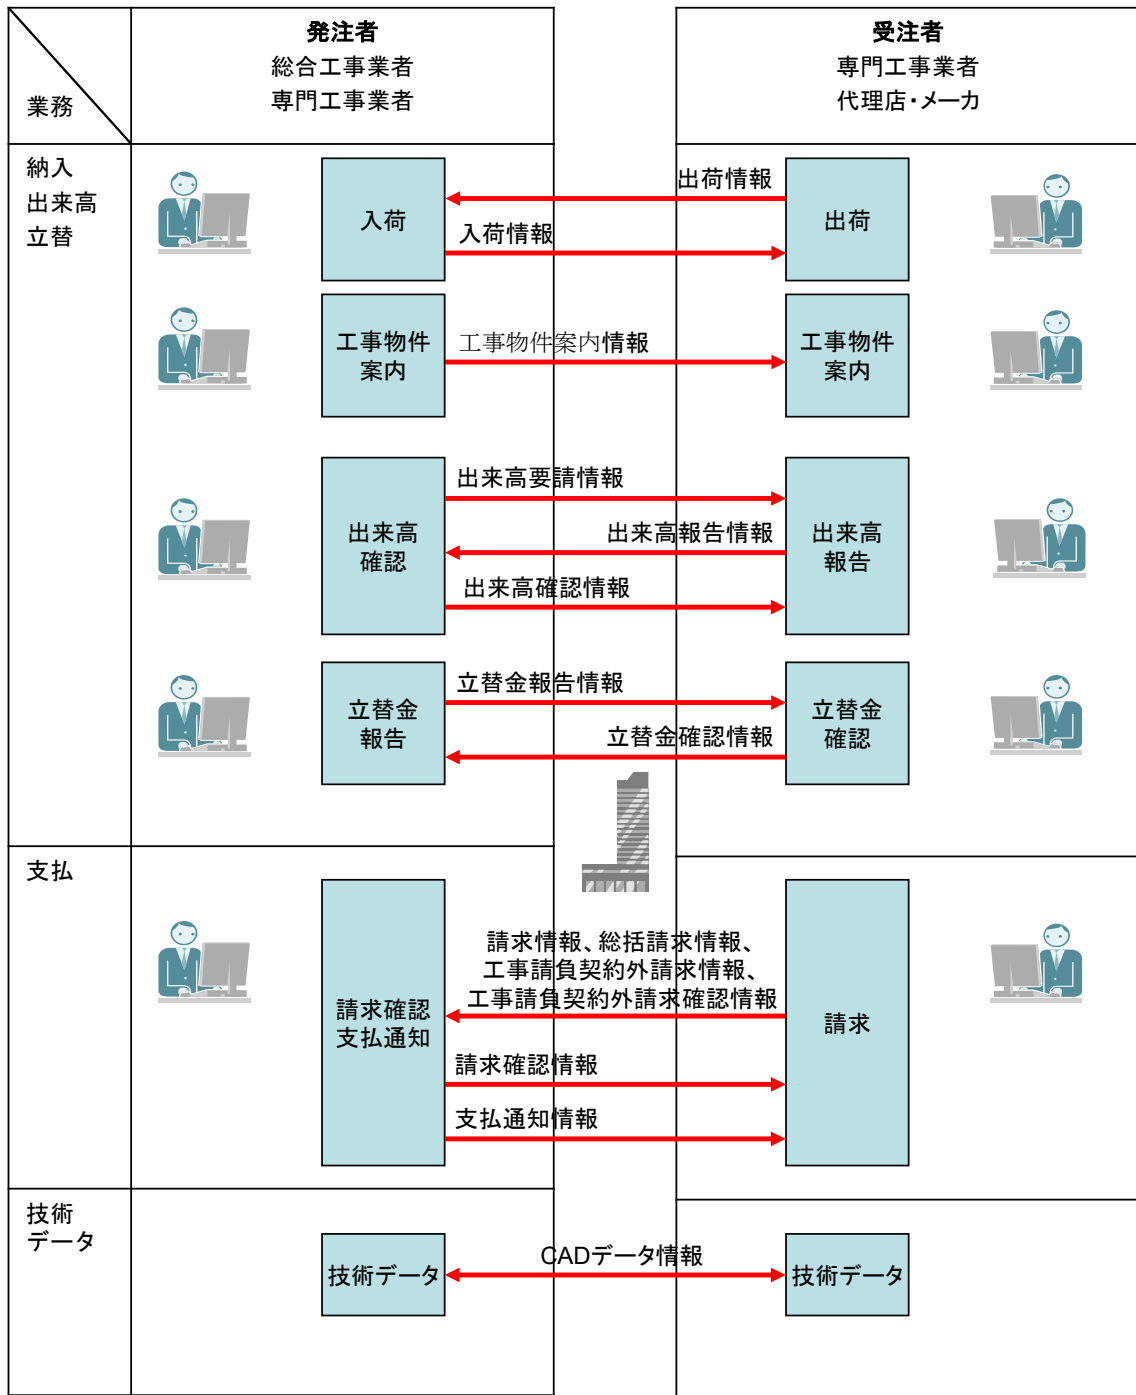 業務
発注者
総合工事業者
専門工事業者
受注者
専門工事業者
代理店・メーカ
納入
出来高
立替
入荷
出荷情報
入荷情報
出荷
工事物件
案内
工事物件案内情報
工事物件
案内
出来高
確認
出来高要請情報
出来高報告情報
出来高確認情報
出来高
報告
立替金
報告
立替金報告情報
立替金確認情報
立替金
確認
支払
請求確認
支払通知
請求情報、総括請求情報、
工事請負契約外請求情報、
工事請負契約外請求確認情報
請求確認情報
支払通知情報
請求
技術
データ
技術データ
CADデータ情報
技術データ